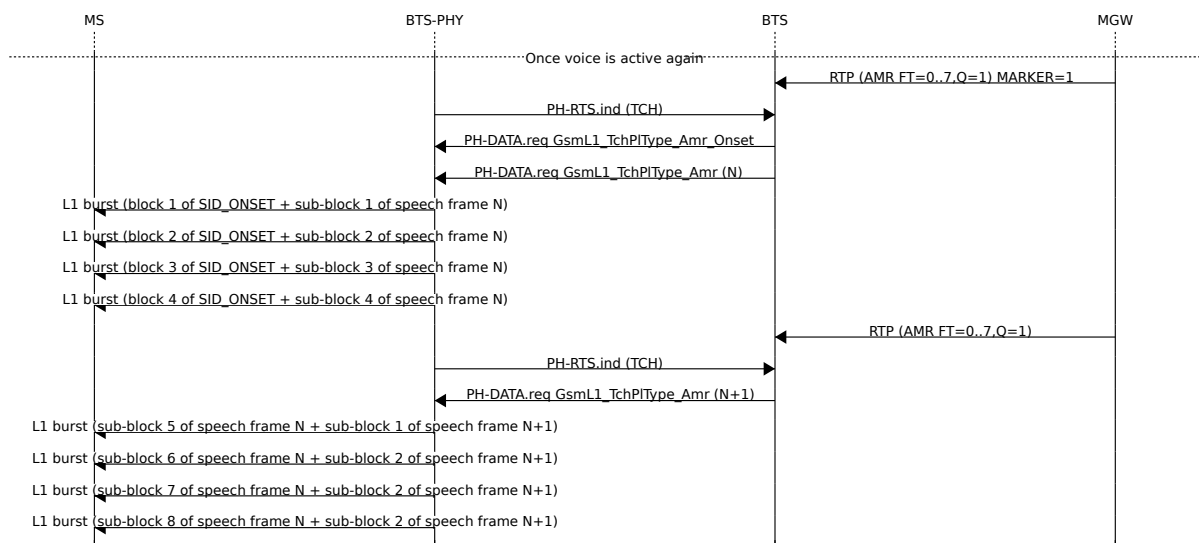 MS BTS-PHY BTS MGW
Once voice is active again
RTP (AMR FT=0..7,Q=1) MARKER=1
PH-RTS.ind (TCH)
PH-DATA.req GsmL1_TchPlType_Amr_Onset
PH-DATA.req GsmL1_TchPlType_Amr (N)
L1 burst (block 1 of SID_ONSET + sub-block 1 of speech frame N)
L1 burst (block 2 of SID_ONSET + sub-block 2 of speech frame N)
L1 burst (block 3 of SID_ONSET + sub-block 3 of speech frame N)
L1 burst (block 4 of SID_ONSET + sub-block 4 of speech frame N)
RTP (AMR FT=0..7,Q=1)
PH-RTS.ind (TCH)
PH-DATA.req GsmL1_TchPlType_Amr (N+1)
L1 burst (sub-block 5 of speech frame N + sub-block 1 of speech frame N+1)
L1 burst (sub-block 6 of speech frame N + sub-block 2 of speech frame N+1)
L1 burst (sub-block 7 of speech frame N + sub-block 2 of speech frame N+1)
L1 burst (sub-block 8 of speech frame N + sub-block 2 of speech frame N+1)